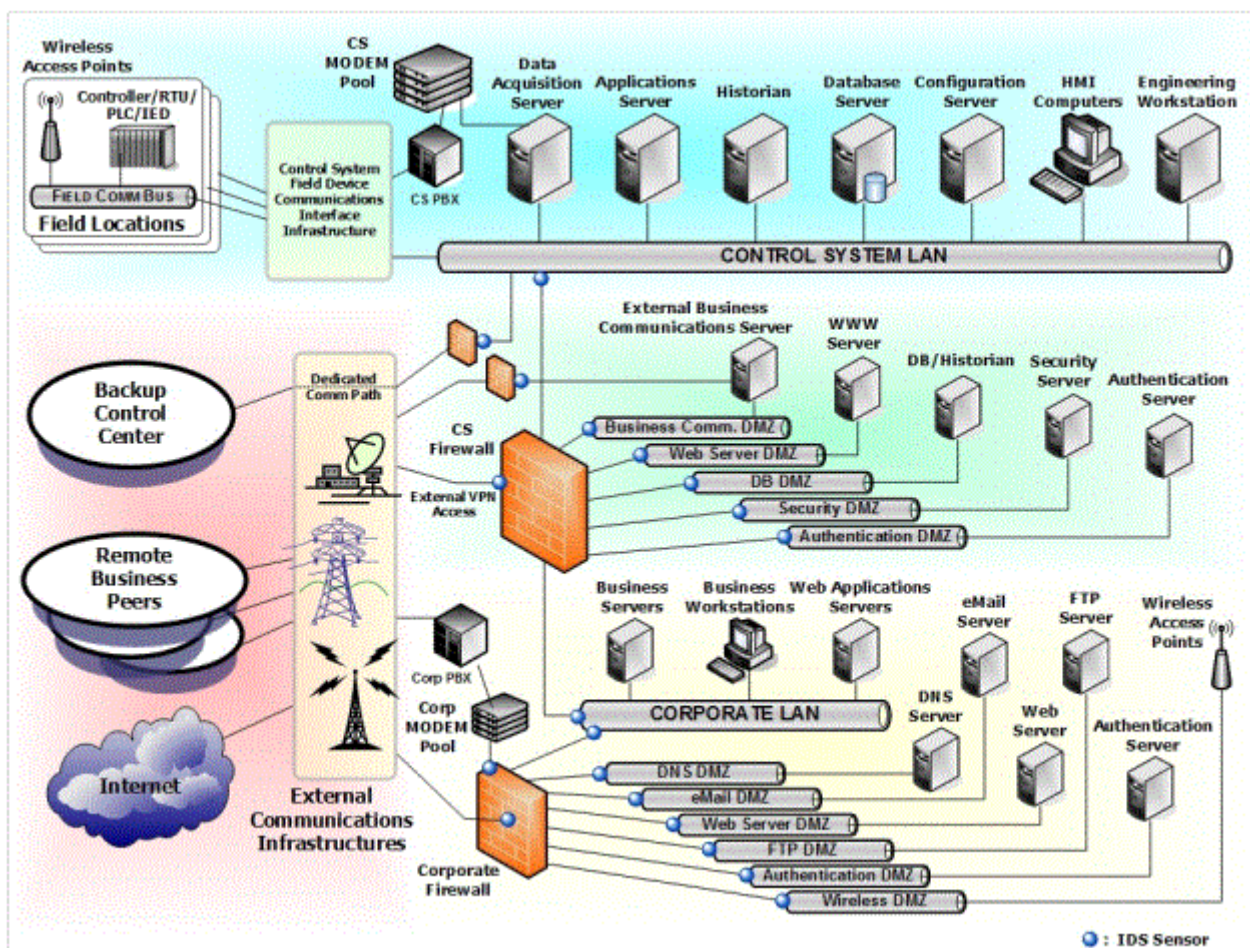 Wireless
Access Points
Controller/RTU/
PLC/IED
FIELD COMM BUS
Field Locations
Control System
Field Device
Communications
Interface
Infrastructure
CS
MODEM
Pool
CS PBX
Data
Acquisition
Server
Applications
Server
Historian
Database
Server
Configuration
Server
HMI
Computers
Engineering
Workstation
CONTROL SYSTEM LAN
Backup
Control
Center
Remote
Business
Peers
Internet
Dedicated
Comm Path
External
Communications
Infrastructures
CS
Firewall
External VPN
Access
External Business
Communications Server
WWW
Server
DB/Historian
Security
Server
Authentication
Server
Business Comm. DMZ
Web Server DMZ
DB DMZ
Security DMZ
Authentication DMZ
Corp PBX
Corp
MODEM
Pool
Business
Servers
Business
Workstations
Web Applications
Servers
eMail
Server
FTP
Server
Wireless
Access
Points
CORPORATE LAN
DNS
Server
Web
Server
Authentication
Server
DNS DMZ
eMail DMZ
Web Server DMZ
FTP DMZ
Authentication DMZ
Wireless DMZ
Corporate
Firewall
: IDS Sensor